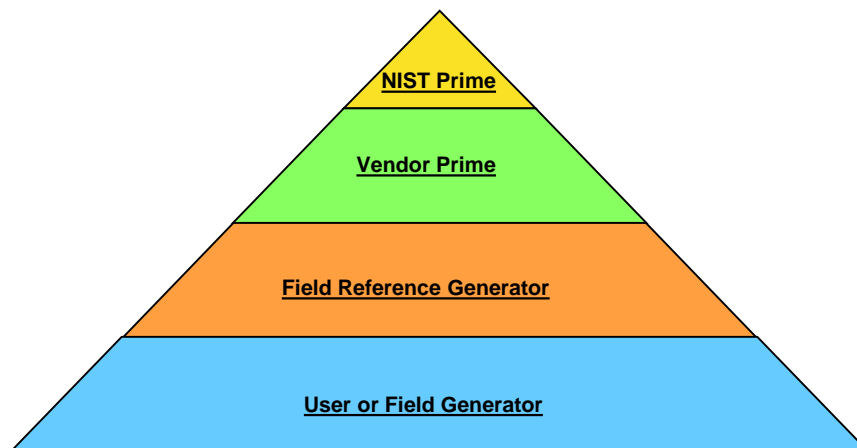 NIST Prime
Vendor Prime
Field Reference Generator
User or Field Generator